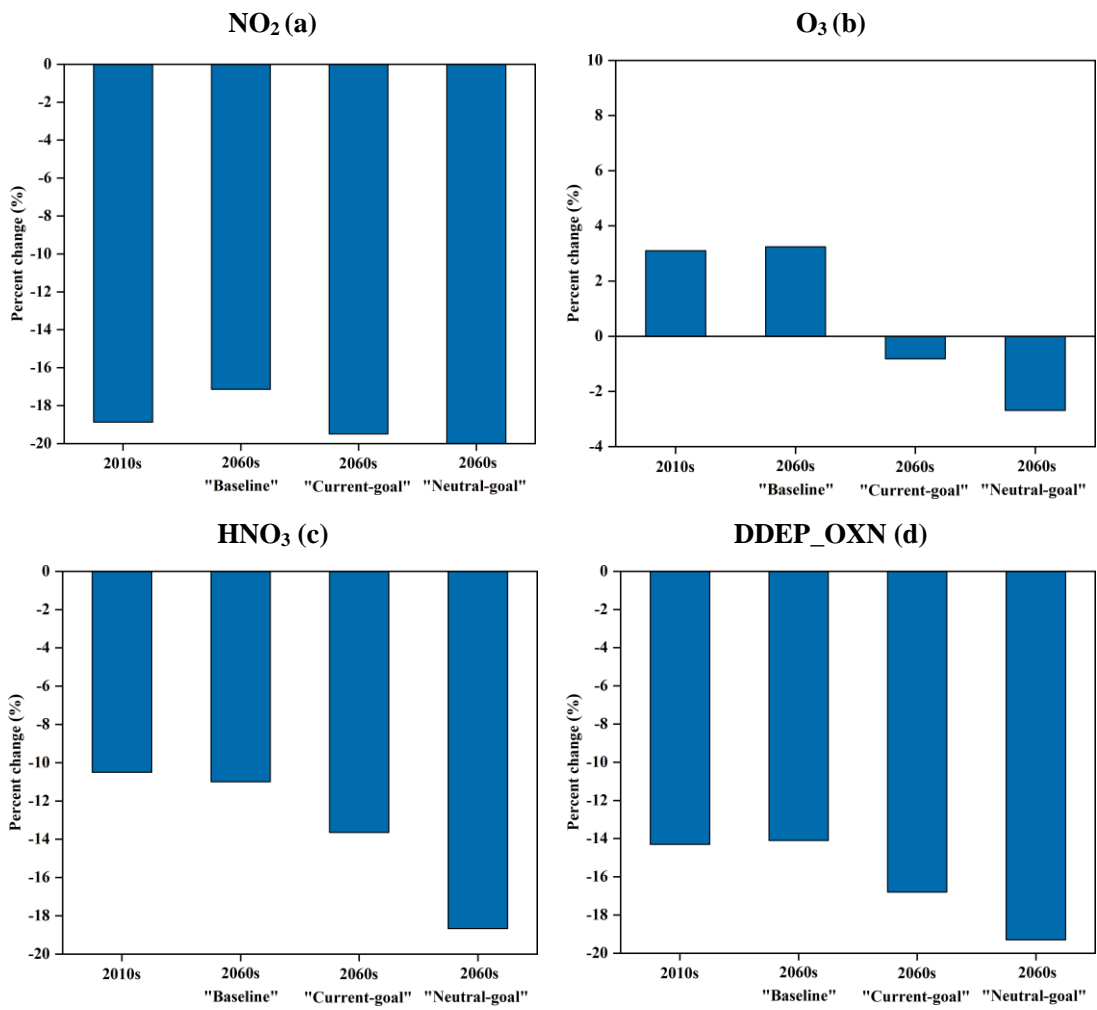 NO₂ (a)
Percent change (%)
0
-2
-4
-6
-8
-10
-12
-14
-16
-18
-20
2010s
2060s
"Baseline"
2060s
"Current-goal"
2060s
"Neutral-goal"
O₃ (b)
Percent change (%)
10
8
6
4
2
0
-2
-4
2010s
2060s
"Baseline"
2060s
"Current-goal"
2060s
"Neutral-goal"
HNO₃ (c)
Percent change (%)
0
-2
-4
-6
-8
-10
-12
-14
-16
-18
-20
2010s
2060s
"Baseline"
2060s
"Current-goal"
2060s
"Neutral-goal"
DDEP_OXN (d)
Percent change (%)
0
-2
-4
-6
-8
-10
-12
-14
-16
-18
-20
2010s
2060s
"Baseline"
2060s
"Current-goal"
2060s
"Neutral-goal"